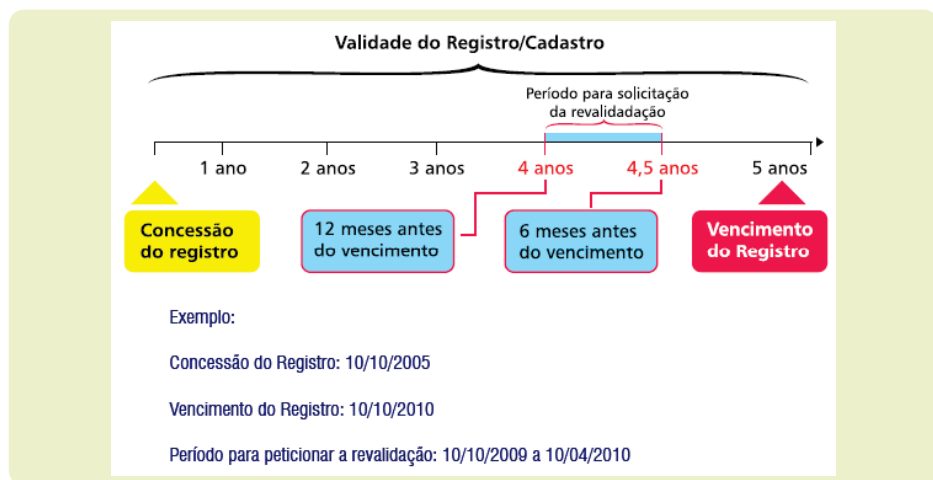 Validade do Registro/Cadastro
Período para solicitação
da revalidadação
1 ano 2 anos 3 anos 4 anos 4,5 anos 5 anos
Concessão
do registro
12 meses antes
do vencimento
6 meses antes
do vencimento
Vencimento
do Registro
Exemplo:
Concessão do Registro: 10/10/2005
Vencimento do Registro: 10/10/2010
Período para peticionar a revalidação: 10/10/2009 a 10/04/2010